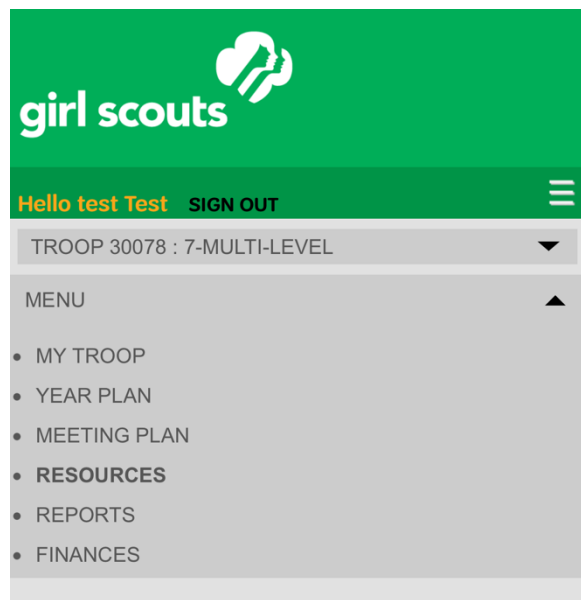 girl scouts
Hello test Test SIGN OUT
TROOP 30078 : 7-MULTI-LEVEL
MENU
MY TROOP
YEAR PLAN
MEETING PLAN
RESOURCES
REPORTS
FINANCES